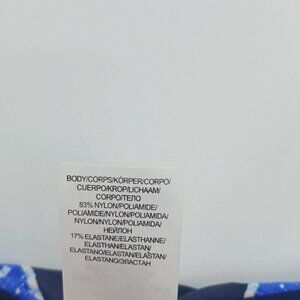 BODY/CORPS/KÖRPER/CORPO/
CUERPO/KROP/LICHAAM/
CORPO/ТЕЛО
83% NYLON/POLIAMIDE/
POLIAMIDE/NYLON/POLIAMIDA/
NYLON/NYLON/POLIAMIDA/
НЕЙЛОН
17% ELASTANE/ELASTHANNE/
ELASTHAN/ELASTAN/
ELASTANO/ELASTAN/ELASTAN/
ELASTANO/ЭЛАСТАН